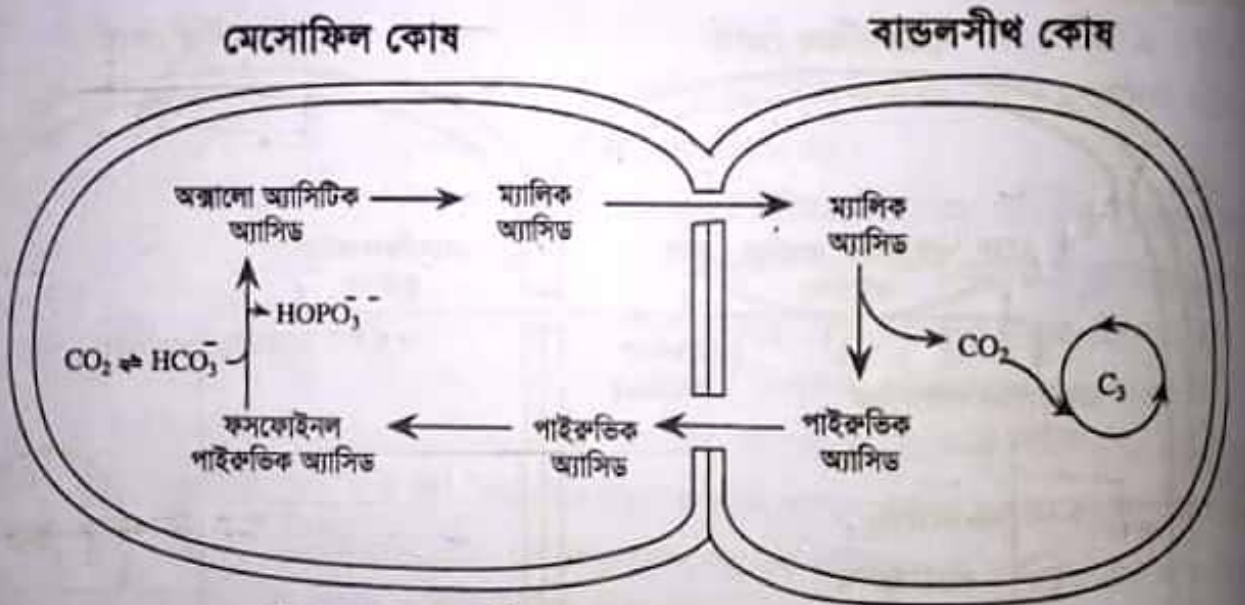 মেসোফিল কোষ
বান্ডলসীথ কোষ
অক্সালো অ্যাসিটিক
অ্যাসিড
ম্যালিক
অ্যাসিড
ম্যালিক
অ্যাসিড
HOPO₃⁻ ⁻
CO₂ ⇌ HCO₃⁻
CO₂
C₃
ফসফোইনল
পাইরুভিক অ্যাসিড
পাইরুভিক
অ্যাসিড
পাইরুভিক
অ্যাসিড